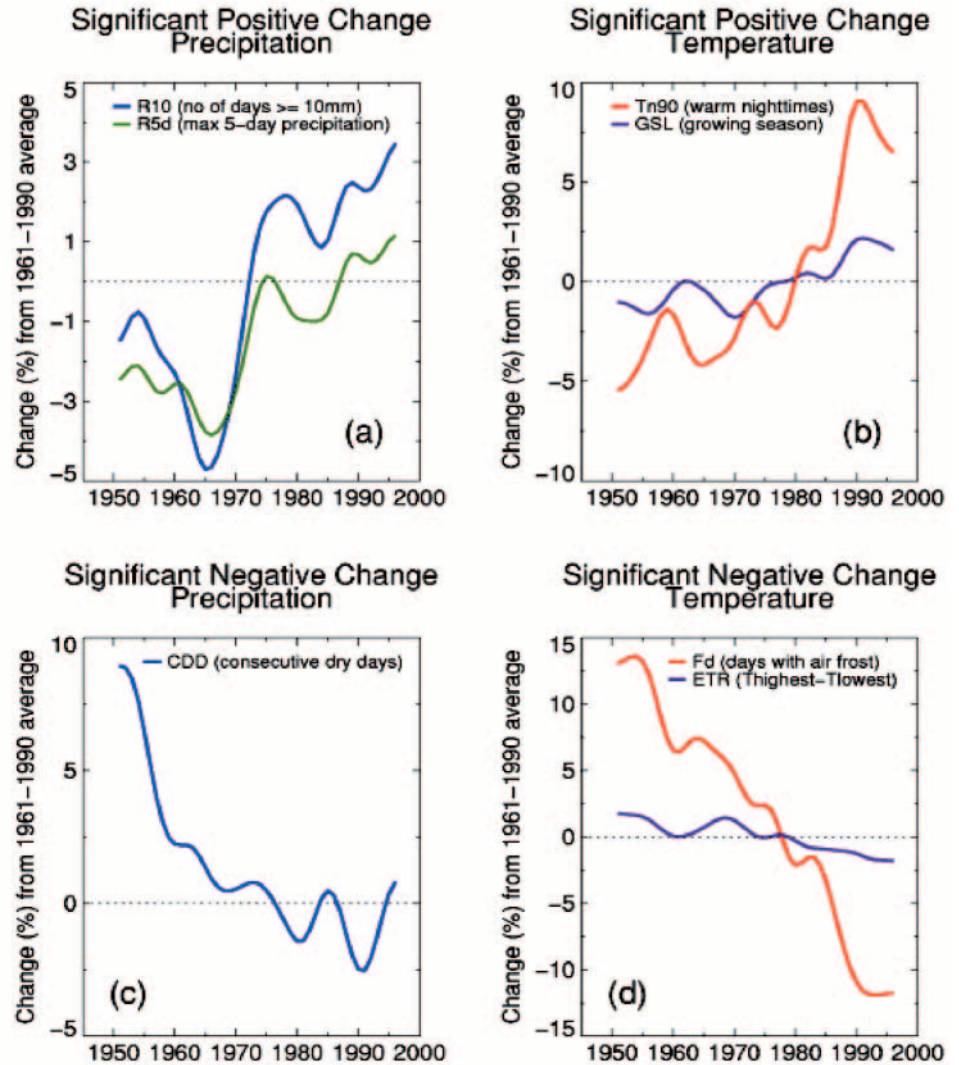 Significant Positive Change
Precipitation
Change (%) from 1961−1990 average
5
3
1
−1
−3
−5
R10 (no of days >= 10mm)
R5d (max 5−day precipitation)
(a)
1950 1960 1970 1980 1990 2000
Significant Positive Change
Temperature
Change (%) from 1961−1990 average
10
5
0
−5
−10
Tn90 (warm nighttimes)
GSL (growing season)
(b)
1950 1960 1970 1980 1990 2000
Significant Negative Change
Precipitation
Change (%) from 1961−1990 average
10
5
0
−5
CDD (consecutive dry days)
(c)
1950 1960 1970 1980 1990 2000
Significant Negative Change
Temperature
Change (%) from 1961−1990 average
15
10
5
0
−5
−10
−15
Fd (days with air frost)
ETR (Thighest−Tlowest)
(d)
1950 1960 1970 1980 1990 2000